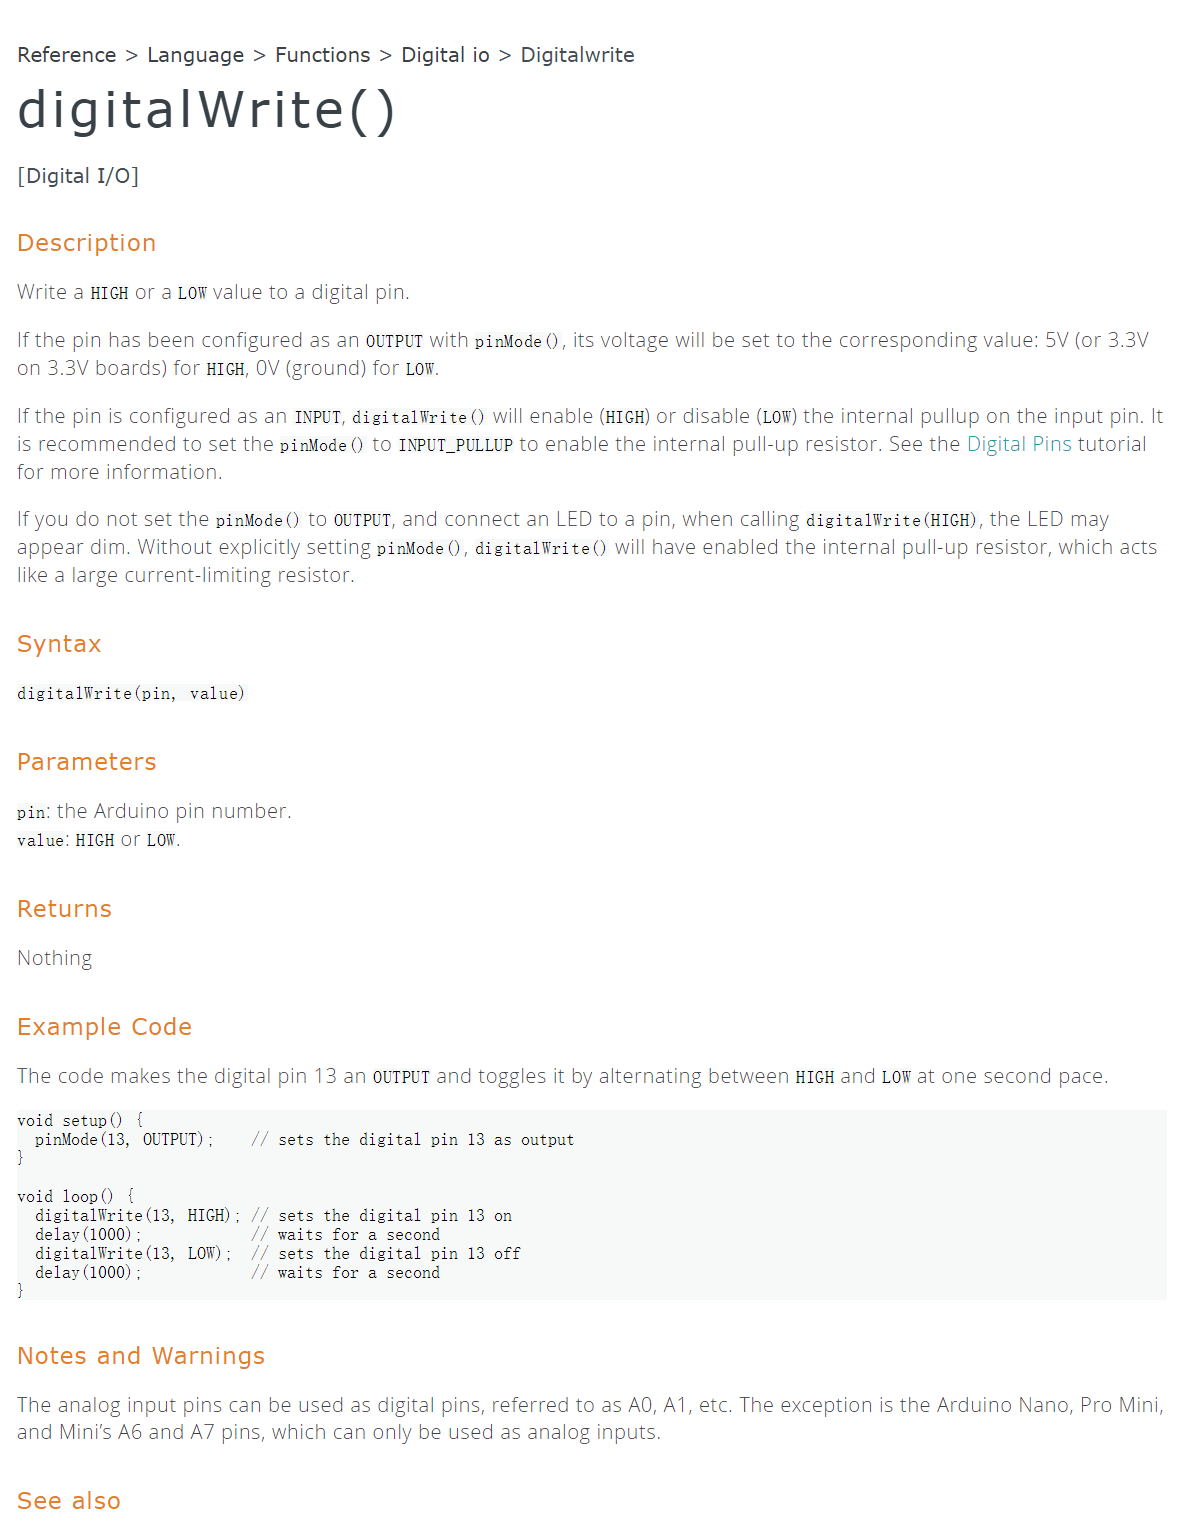 Reference > Language > Functions > Digital io > Digitalwrite
digitalWrite()
[Digital I/O]
Description
Write a HIGH or a LOW value to a digital pin.
If the pin has been configured as an OUTPUT with pinMode(), its voltage will be set to the corresponding value: 5V (or 3.3V
on 3.3V boards) for HIGH, 0V (ground) for LOW.
If the pin is configured as an INPUT, digitalWrite() will enable (HIGH) or disable (LOW) the internal pullup on the input pin. It
is recommended to set the pinMode() to INPUT_PULLUP to enable the internal pull-up resistor. See the Digital Pins tutorial
for more information.
If you do not set the pinMode() to OUTPUT, and connect an LED to a pin, when calling digitalWrite(HIGH), the LED may
appear dim. Without explicitly setting pinMode(), digitalWrite() will have enabled the internal pull-up resistor, which acts
like a large current-limiting resistor.
Syntax
digitalWrite(pin, value)
Parameters
pin: the Arduino pin number.
value: HIGH or LOW.
Returns
Nothing
Example Code
The code makes the digital pin 13 an OUTPUT and toggles it by alternating between HIGH and LOW at one second pace.
void setup() {
  pinMode(13, OUTPUT);    // sets the digital pin 13 as output
}
void loop() {
  digitalWrite(13, HIGH); // sets the digital pin 13 on
  delay(1000);            // waits for a second
  digitalWrite(13, LOW);  // sets the digital pin 13 off
  delay(1000);            // waits for a second
}
Notes and Warnings
The analog input pins can be used as digital pins, referred to as A0, A1, etc. The exception is the Arduino Nano, Pro Mini,
and Mini’s A6 and A7 pins, which can only be used as analog inputs.
See also